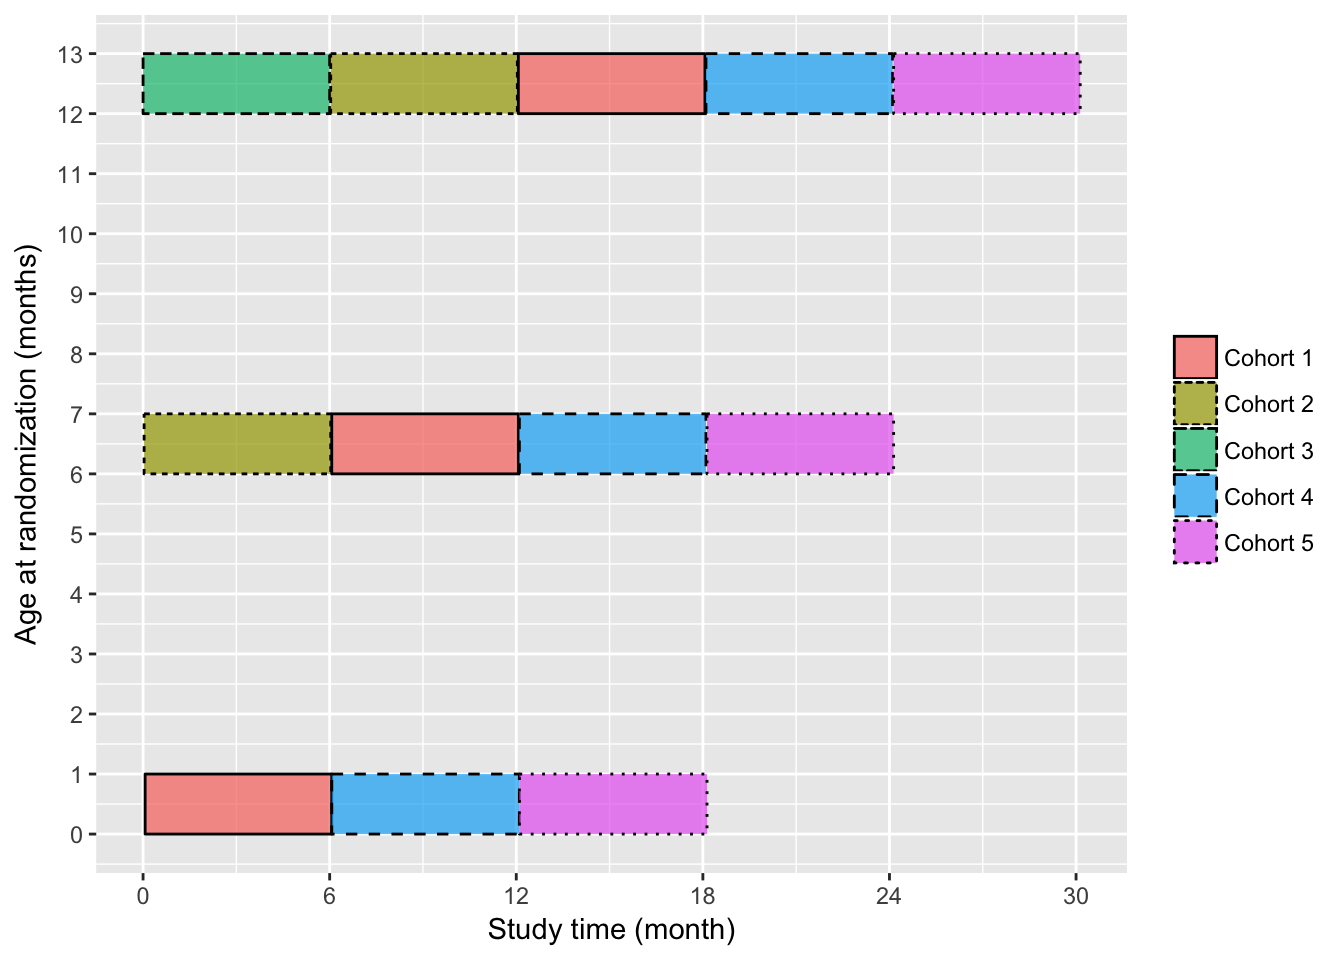 13
12
11
10
9
8
7
6
5
4
3
2
1
0
Age at randomization (months)
0 6 12 18 24 30
Study time (month)
Cohort 1
Cohort 2
Cohort 3
Cohort 4
Cohort 5